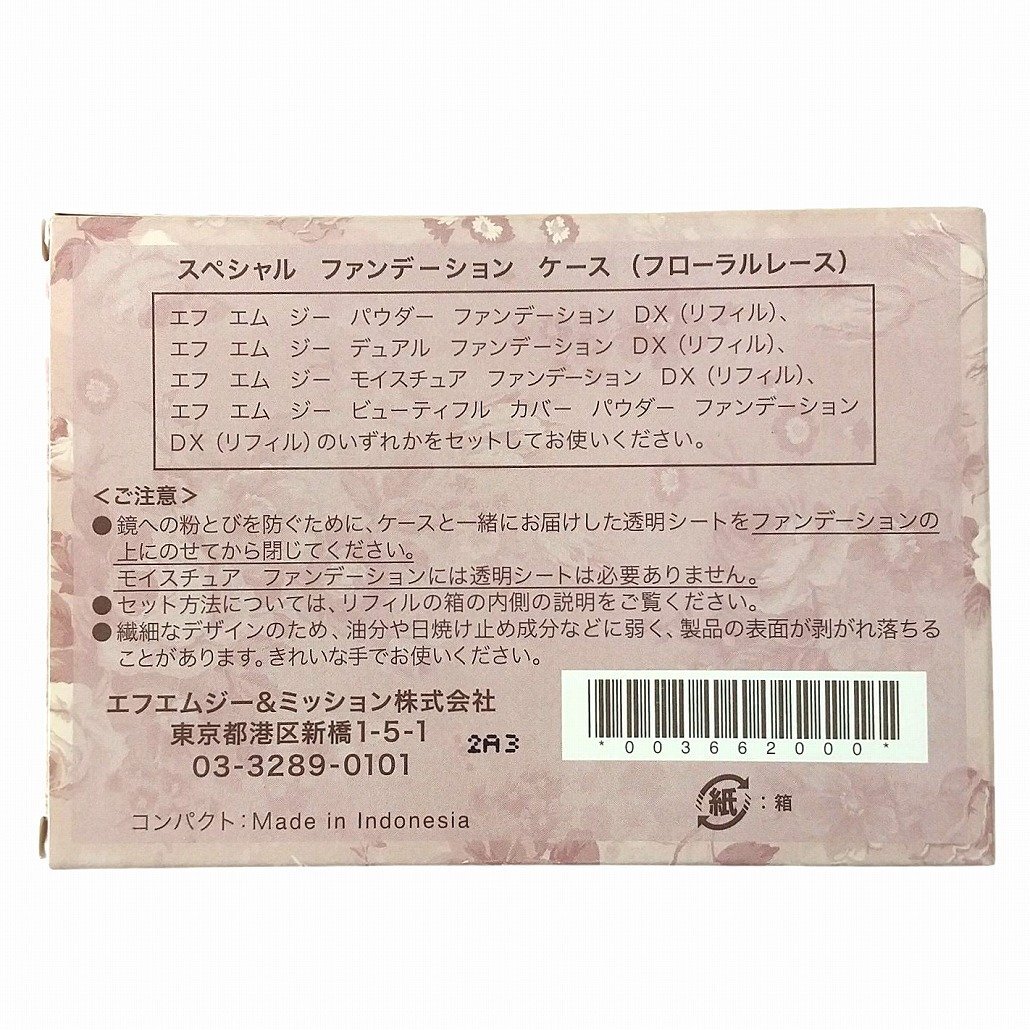 スペシャル ファンデーション ケース（フローラルレース）
エフ エム ジー パウダー ファンデーション DX（リフィル）、
エフ エム ジー デュアル ファンデーション DX（リフィル）、
エフ エム ジー モイスチュア ファンデーション DX（リフィル）、
エフ エム ジー ビューティフル カバー パウダー ファンデーション
DX（リフィル）のいずれかをセットしてお使いください。
＜ご注意＞
●鏡への粉とびを防ぐために、ケースと一緒にお届けした透明シートをファンデーションの
上にのせてから閉じてください。
モイスチュア ファンデーションには透明シートは必要ありません。
●セット方法については、リフィルの箱の内側の説明をご覧ください。
●繊細なデザインのため、油分や日焼け止め成分などに弱く、製品の表面が剥がれ落ちる
ことがあります。きれいな手でお使いください。
エフエムジー&ミッション株式会社
東京都港区新橋1-5-1
03-3289-0101
2A3
*003662000*
紙：箱
コンパクト：Made in Indonesia